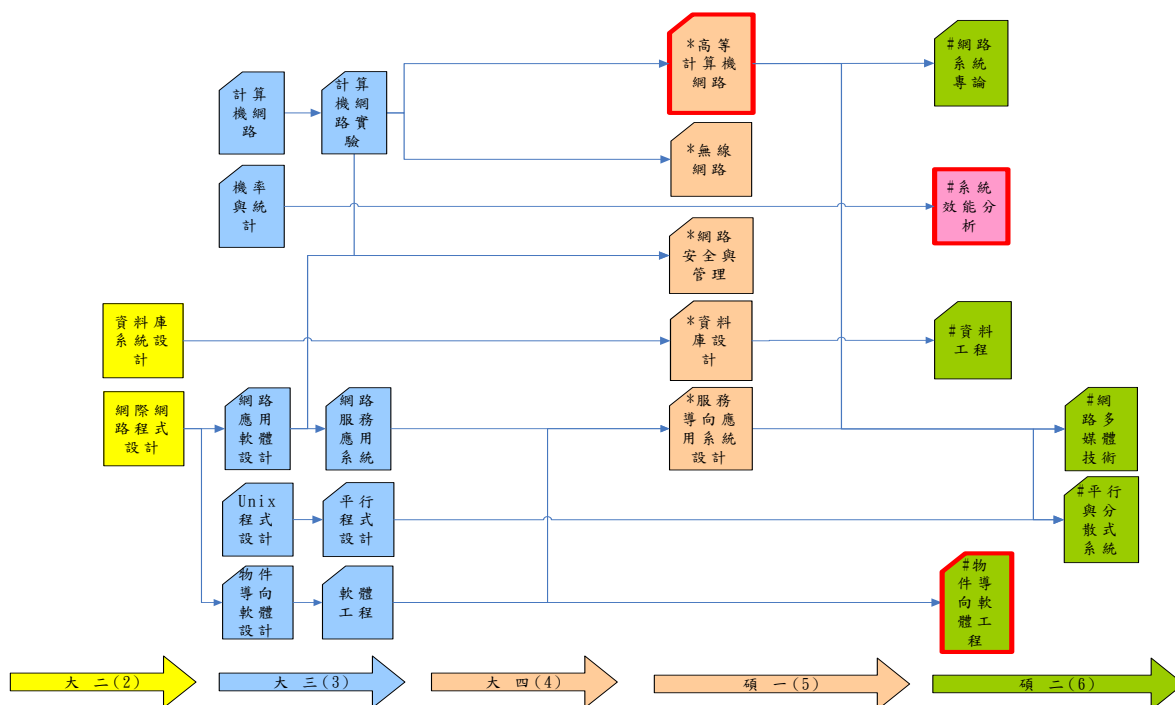 *高等
計算機
網路
#網路
系統
專論
計算
機網
路
計算
機網
路實
驗
*無線
網路
機率
與統
計
#系統
效能分
析
*網路
安全與
管理
資料庫
系統設
計
*資料
庫設
計
#資料
工程
網際網
路程式
設計
網路
應用
軟體
設計
網路
服務
應用
系統
*服務
導向應
用系統
設計
#網
路多
媒體
技術
Unix
程式
設計
平行
程式
設計
#平行
與分
散式
系統
物件
導向
軟體
設計
軟體
工程
#物
件導
向軟
體工
程
大二(2)
大三(3)
大四(4)
碩一(5)
碩二(6)